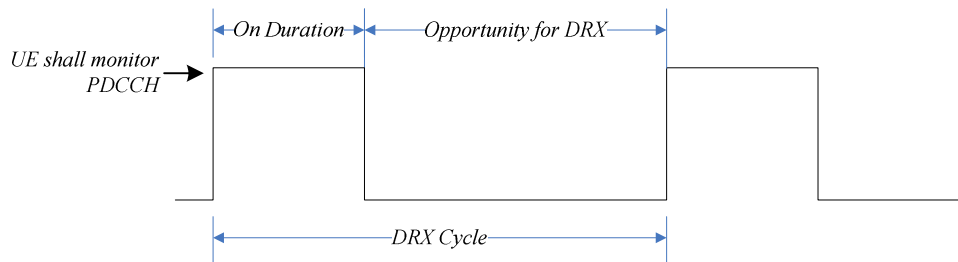 On Duration
Opportunity for DRX
UE shall monitor
PDCCH
DRX Cycle